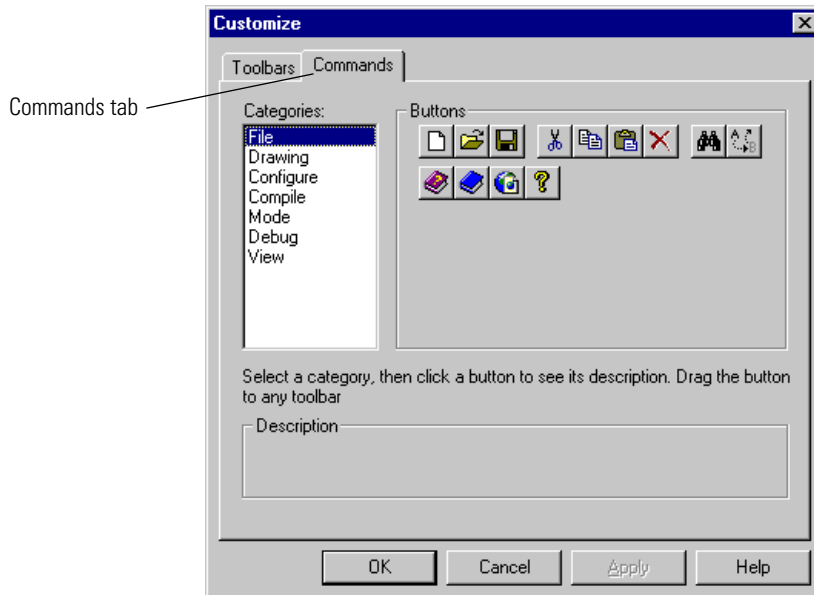 Customize
Toolbars
Commands
Commands tab
Categories:
File
Drawing
Configure
Compile
Mode
Debug
View
Buttons
Select a category, then click a button to see its description. Drag the button
to any toolbar
Description
OK
Cancel
Apply
Help